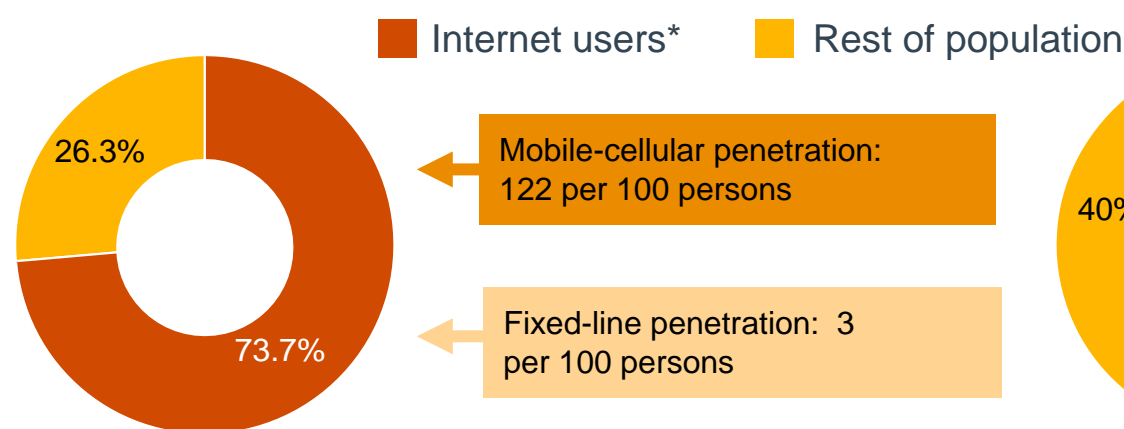 Internet users*
Rest of population
26.3%
Mobile-cellular penetration:
122 per 100 persons
40%
Fixed-line penetration: 3
per 100 persons
73.7%